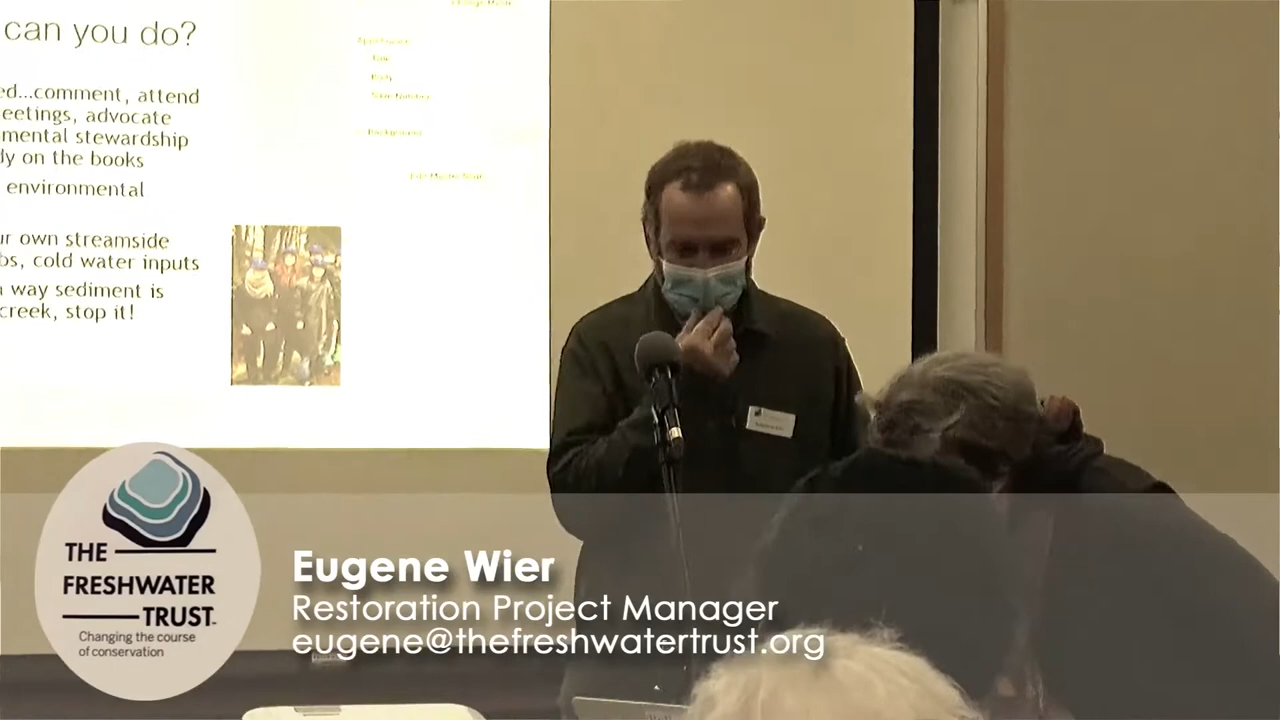 can you do?
ed...comment, attend
eetings, advocate
mental stewardship
dy on the books
environmental
ur own streamside
bs, cold water inputs
way sediment is
creek, stop it!
Background
THE
FRESHWATER
TRUST
Changing the course
of conservation
Eugene Wier
Restoration Project Manager
eugene@thefreshwatertrust.org